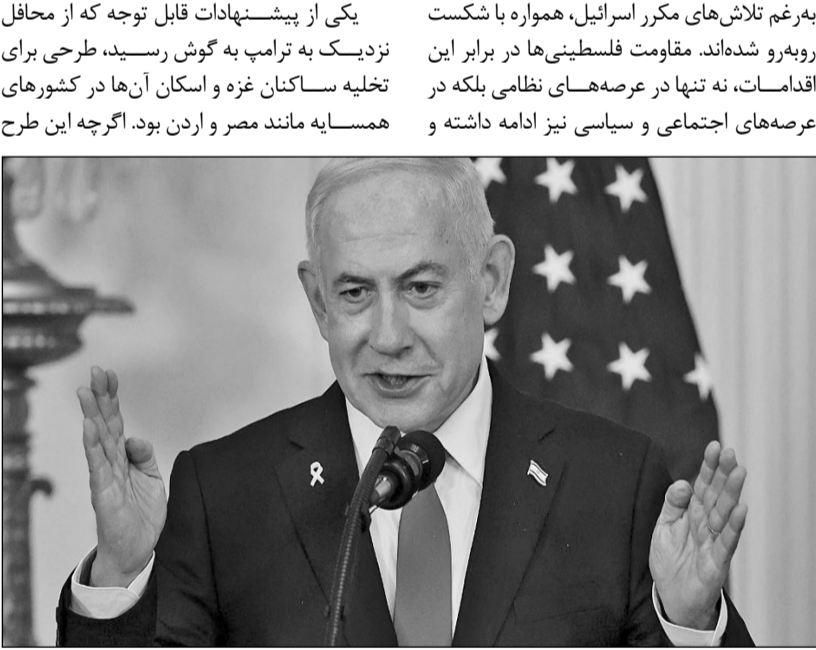 به‌رغم تلاش‌های مکرر اسرائیل، همواره با شکست
روبه‌رو شده‌اند. مقاومت فلسطینی‌ها در برابر این
اقدامات، نه تنها در عرصه‌های نظامی بلکه در
عرصه‌های اجتماعی و سیاسی نیز ادامه داشته و
یکی از پیشنهادات قابل توجه که از محافل
نزدیک به ترامپ به گوش رسید، طرحی برای
تخلیه ساکنان غزه و اسکان آن‌ها در کشورهای
همسایه مانند مصر و اردن بود. اگرچه این طرح